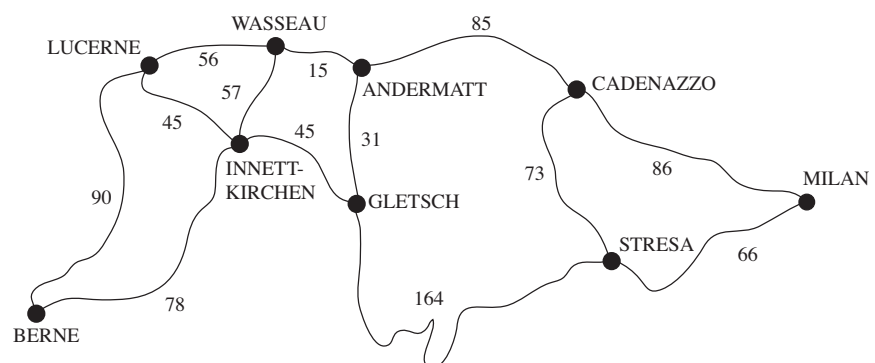 WASSEAU
85
LUCERNE
56
15
ANDERMATT
CADENAZZO
57
45
45
31
INNETT-
KIRCHEN
73
86
MILAN
90
GLETSCH
STRESA
66
78
164
BERNE